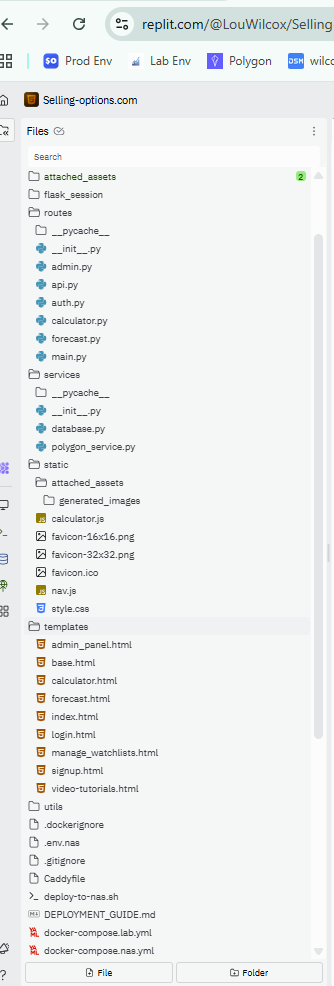 replit.com/@LouWilcox/Selling
Prod Env
Lab Env
Polygon
DSM
wilco
Selling-options.com
Files
Search
attached_assets 2
flask_session
routes
__pycache__
__init__.py
admin.py
api.py
auth.py
calculator.py
forecast.py
main.py
services
__pycache__
__init__.py
database.py
polygon_service.py
static
attached_assets
generated_images
JS calculator.js
favicon-16x16.png
favicon-32x32.png
favicon.ico
JS nav.js
style.css
templates
admin_panel.html
base.html
calculator.html
forecast.html
index.html
login.html
manage_watchlists.html
signup.html
video-tutorials.html
utils
.dockerignore
.env.nas
.gitignore
Caddyfile
deploy-to-nas.sh
DEPLOYMENT_GUIDE.md
docker-compose.lab.yml
docker-compose.nas.yml
File
Folder